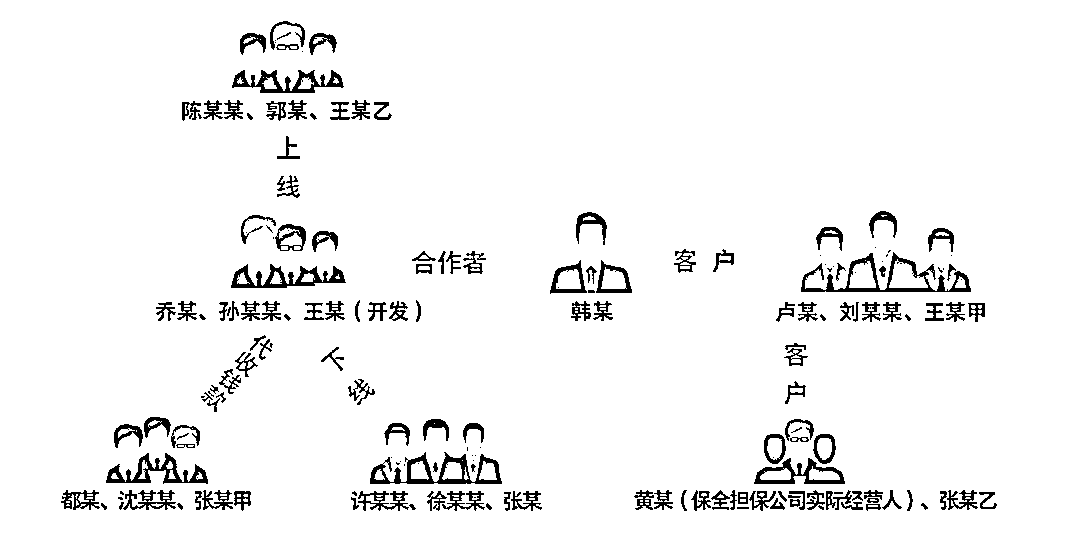 陈某某、郭某、王某乙
上
线
合作者
客 户
乔某、孙某某、王某（开发）
韩某
卢某、刘某某、王某甲
代收钱款
下线
客
户
都某、沈某某、张某甲
许某某、徐某某、张某
黄某（保全担保公司实际经营人）、张某乙